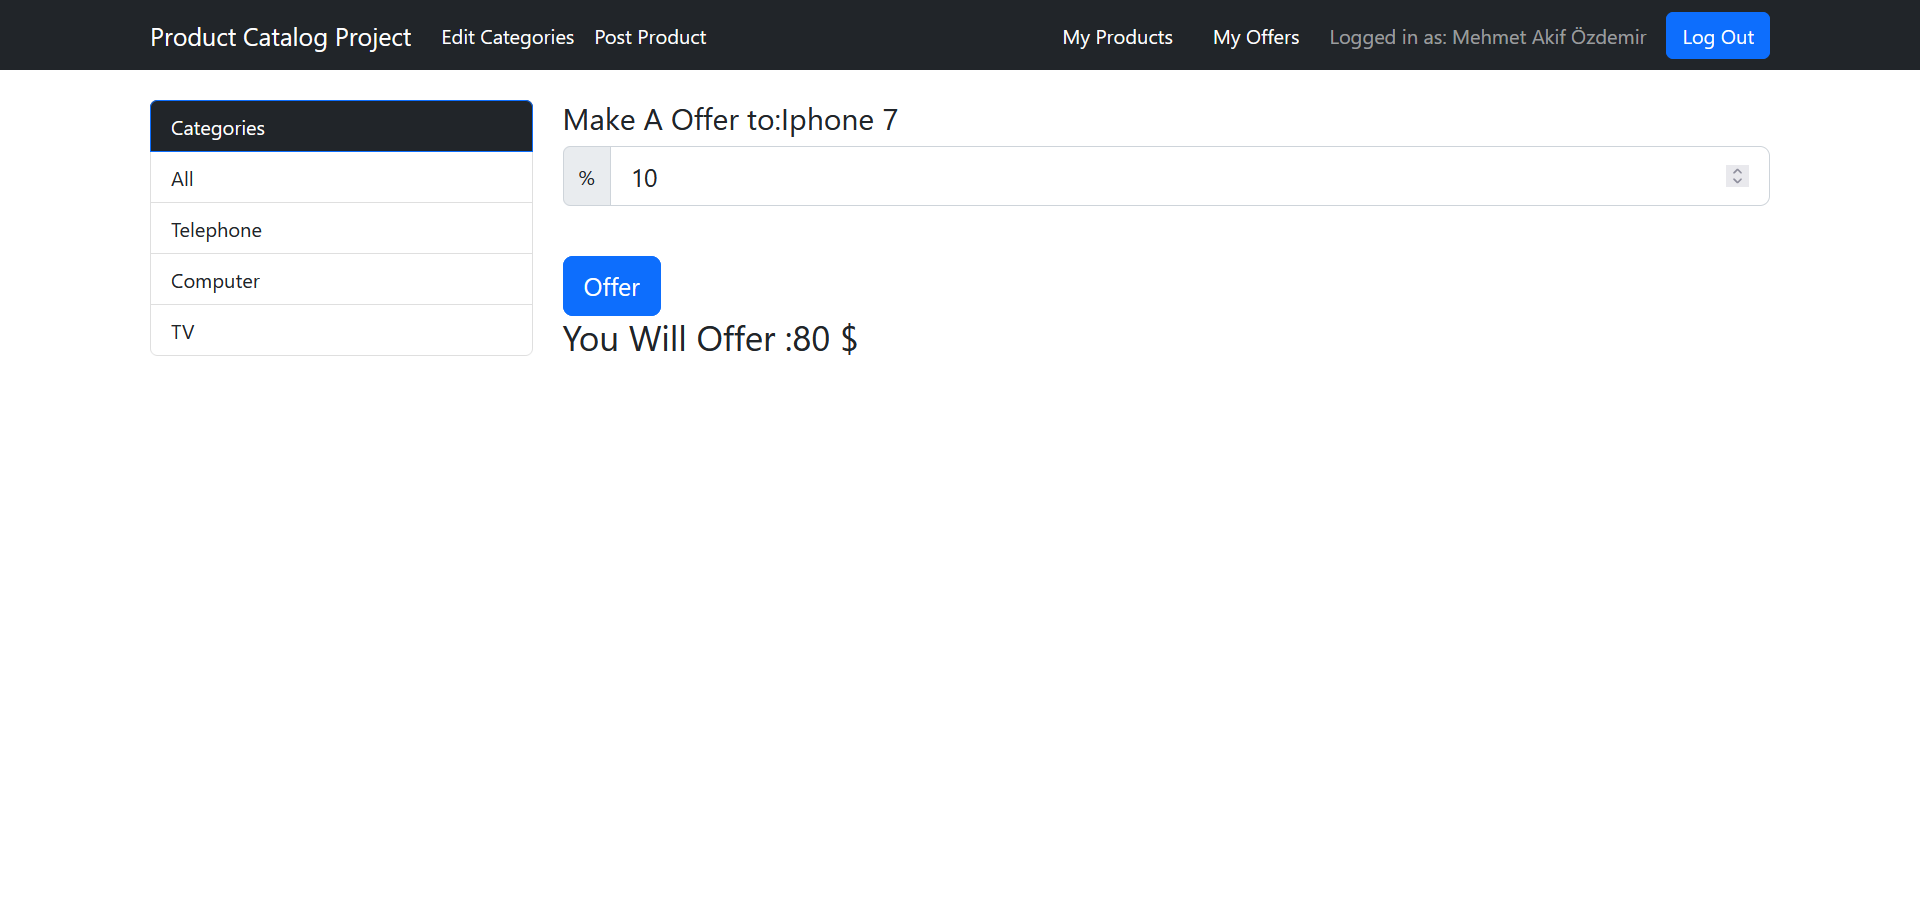 Product Catalog Project Edit Categories Post Product My Products My Offers Logged in as: Mehmet Akif Özdemir Log Out
Categories
All
Telephone
Computer
TV
Make A Offer to:Iphone 7
% 10
Offer
You Will Offer :80 $